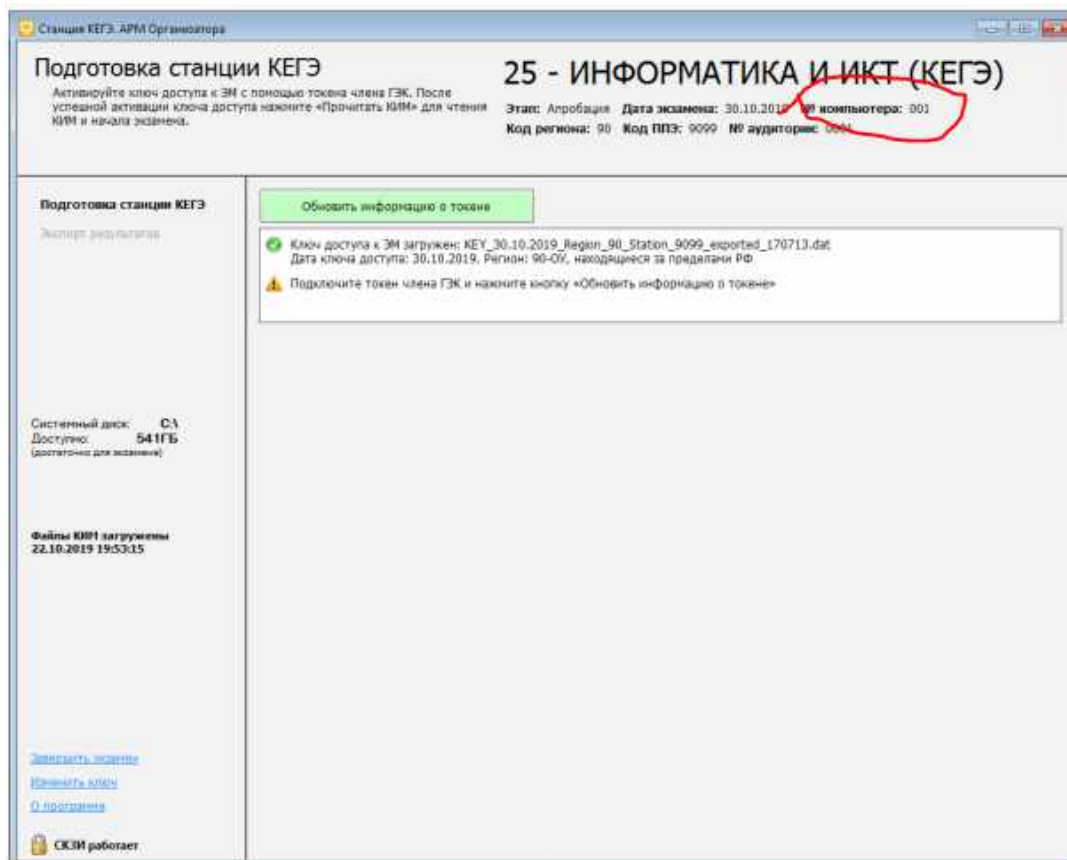 Станция КЕГЭ. АРМ Организатора
Подготовка станции КЕГЭ
Активируйте ключ доступа к ЭМ с помощью токена члена ГЭК. После
успешной активации ключа доступа нажмите «Прочитать КИМ» для чтения
КИМ и начала экзамена.
25 - ИНФОРМАТИКА И ИКТ (КЕГЭ)
Этап: Апробация Дата экзамена: 30.10.2019 № компьютера: 001
Код региона: 90 Код ППЭ: 9099 № аудитории: 0001
Подготовка станции КЕГЭ
Экспорт результатов
Обновить информацию о токене
Ключ доступа к ЭМ загружен: KEY_30.10.2019_Region_90_Station_9099_exported_170713.dat
Дата ключа доступа: 30.10.2019. Регион: 90-ОУ, находящиеся за пределами РФ
Подключите токен члена ГЭК и нажмите кнопку «Обновить информацию о токене»
Системный диск: C:\
Доступно: 541ГБ
(достаточно для экзамена)
Файлы КИМ загружены
22.10.2019 19:53:15
Завершить экзамен
Изменить ключ
О программе
СКЗИ работает